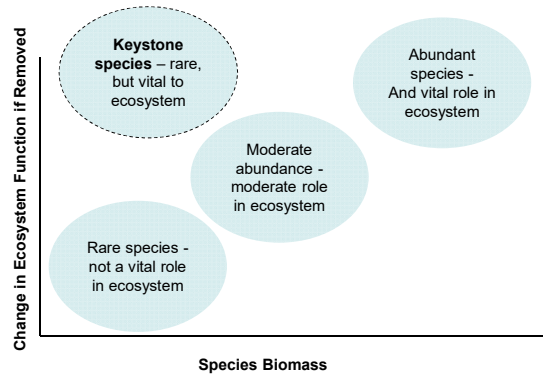 Change in Ecosystem Function if Removed
Keystone
species – rare,
but vital to
ecosystem
Abundant
species -
And vital role in
ecosystem
Moderate
abundance -
moderate role
in ecosystem
Rare species -
not a vital role
in ecosystem
Species Biomass